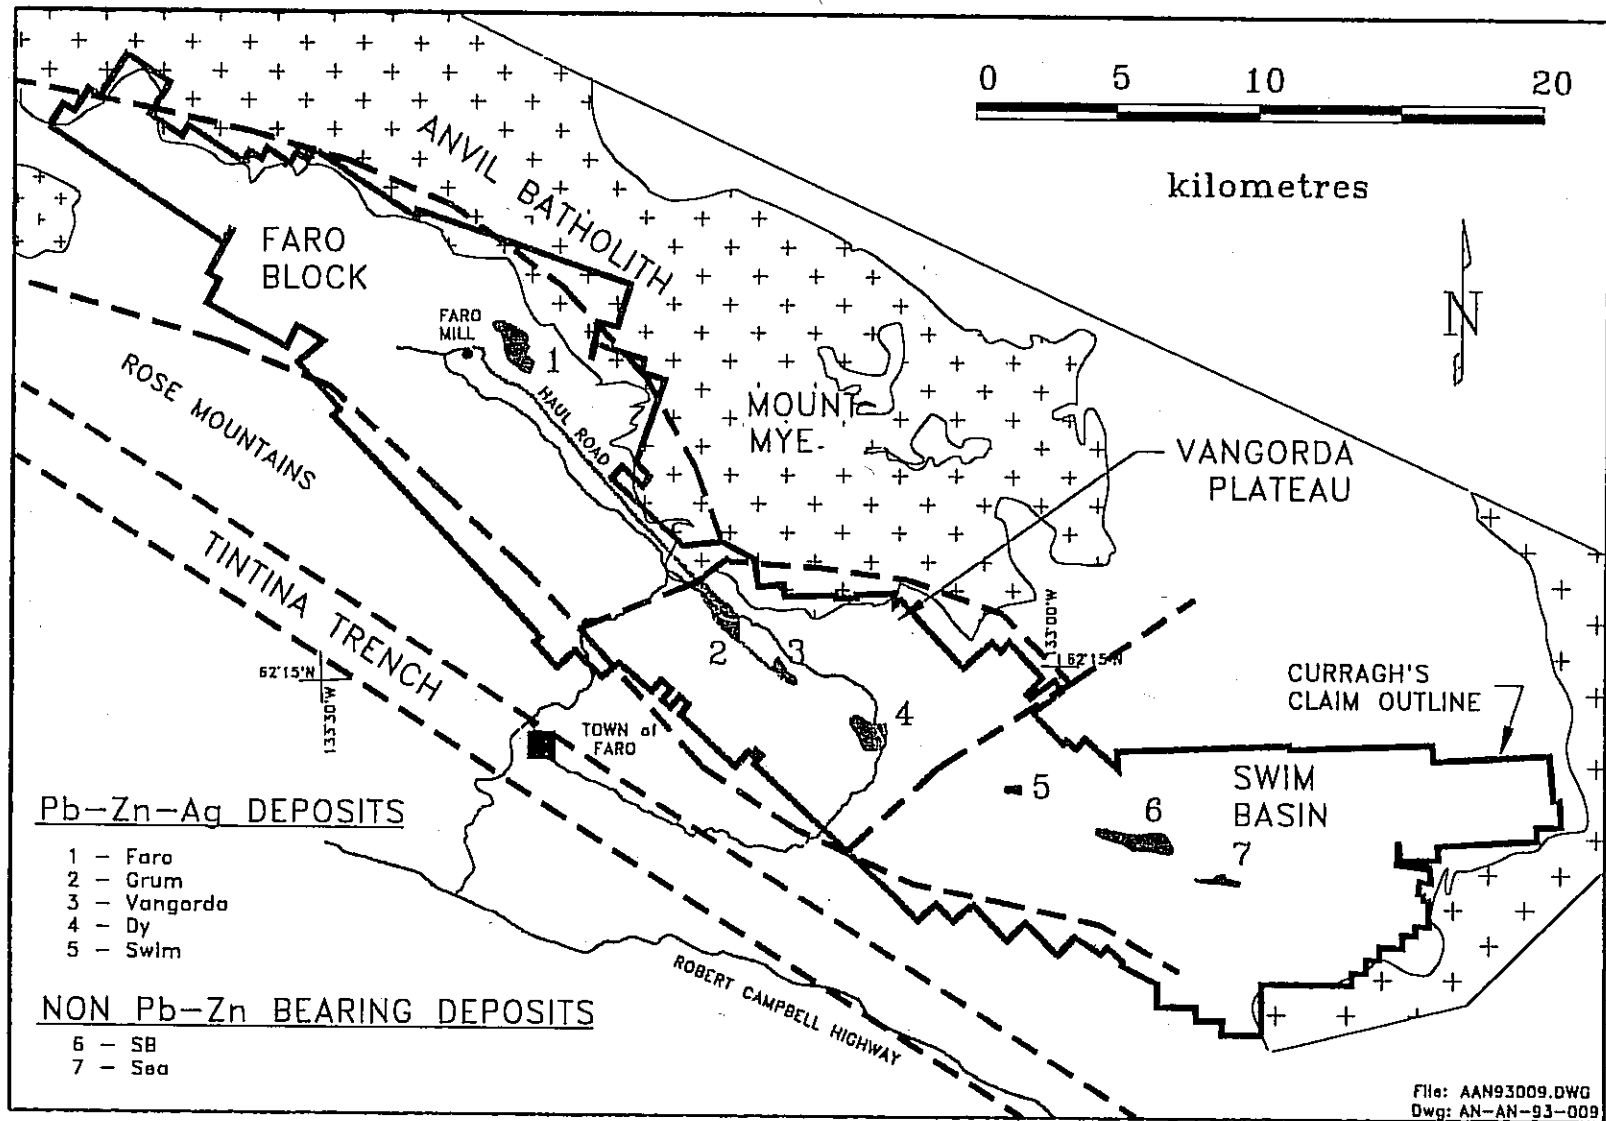 0 5 10 20
kilometres
N
ANVIL BATHOLITH
FARO
BLOCK
FARO
MILL
1
HAUL ROAD
ROSE MOUNTAINS
MOUNT
MYE
VANGORDA
PLATEAU
TINTINA TRENCH
62°15'N
133°30'W
133°00'W
62°15'N
2
3
4
TOWN of
FARO
CURRAGH'S
CLAIM OUTLINE
5
6
7
SWIM
BASIN
Pb-Zn-Ag DEPOSITS
1 - Faro
2 - Grum
3 - Vangorda
4 - Dy
5 - Swim
NON Pb-Zn BEARING DEPOSITS
6 - SB
7 - Sea
ROBERT CAMPBELL HIGHWAY
File: AAN93009.DWG
Dwg: AN-AN-93-009